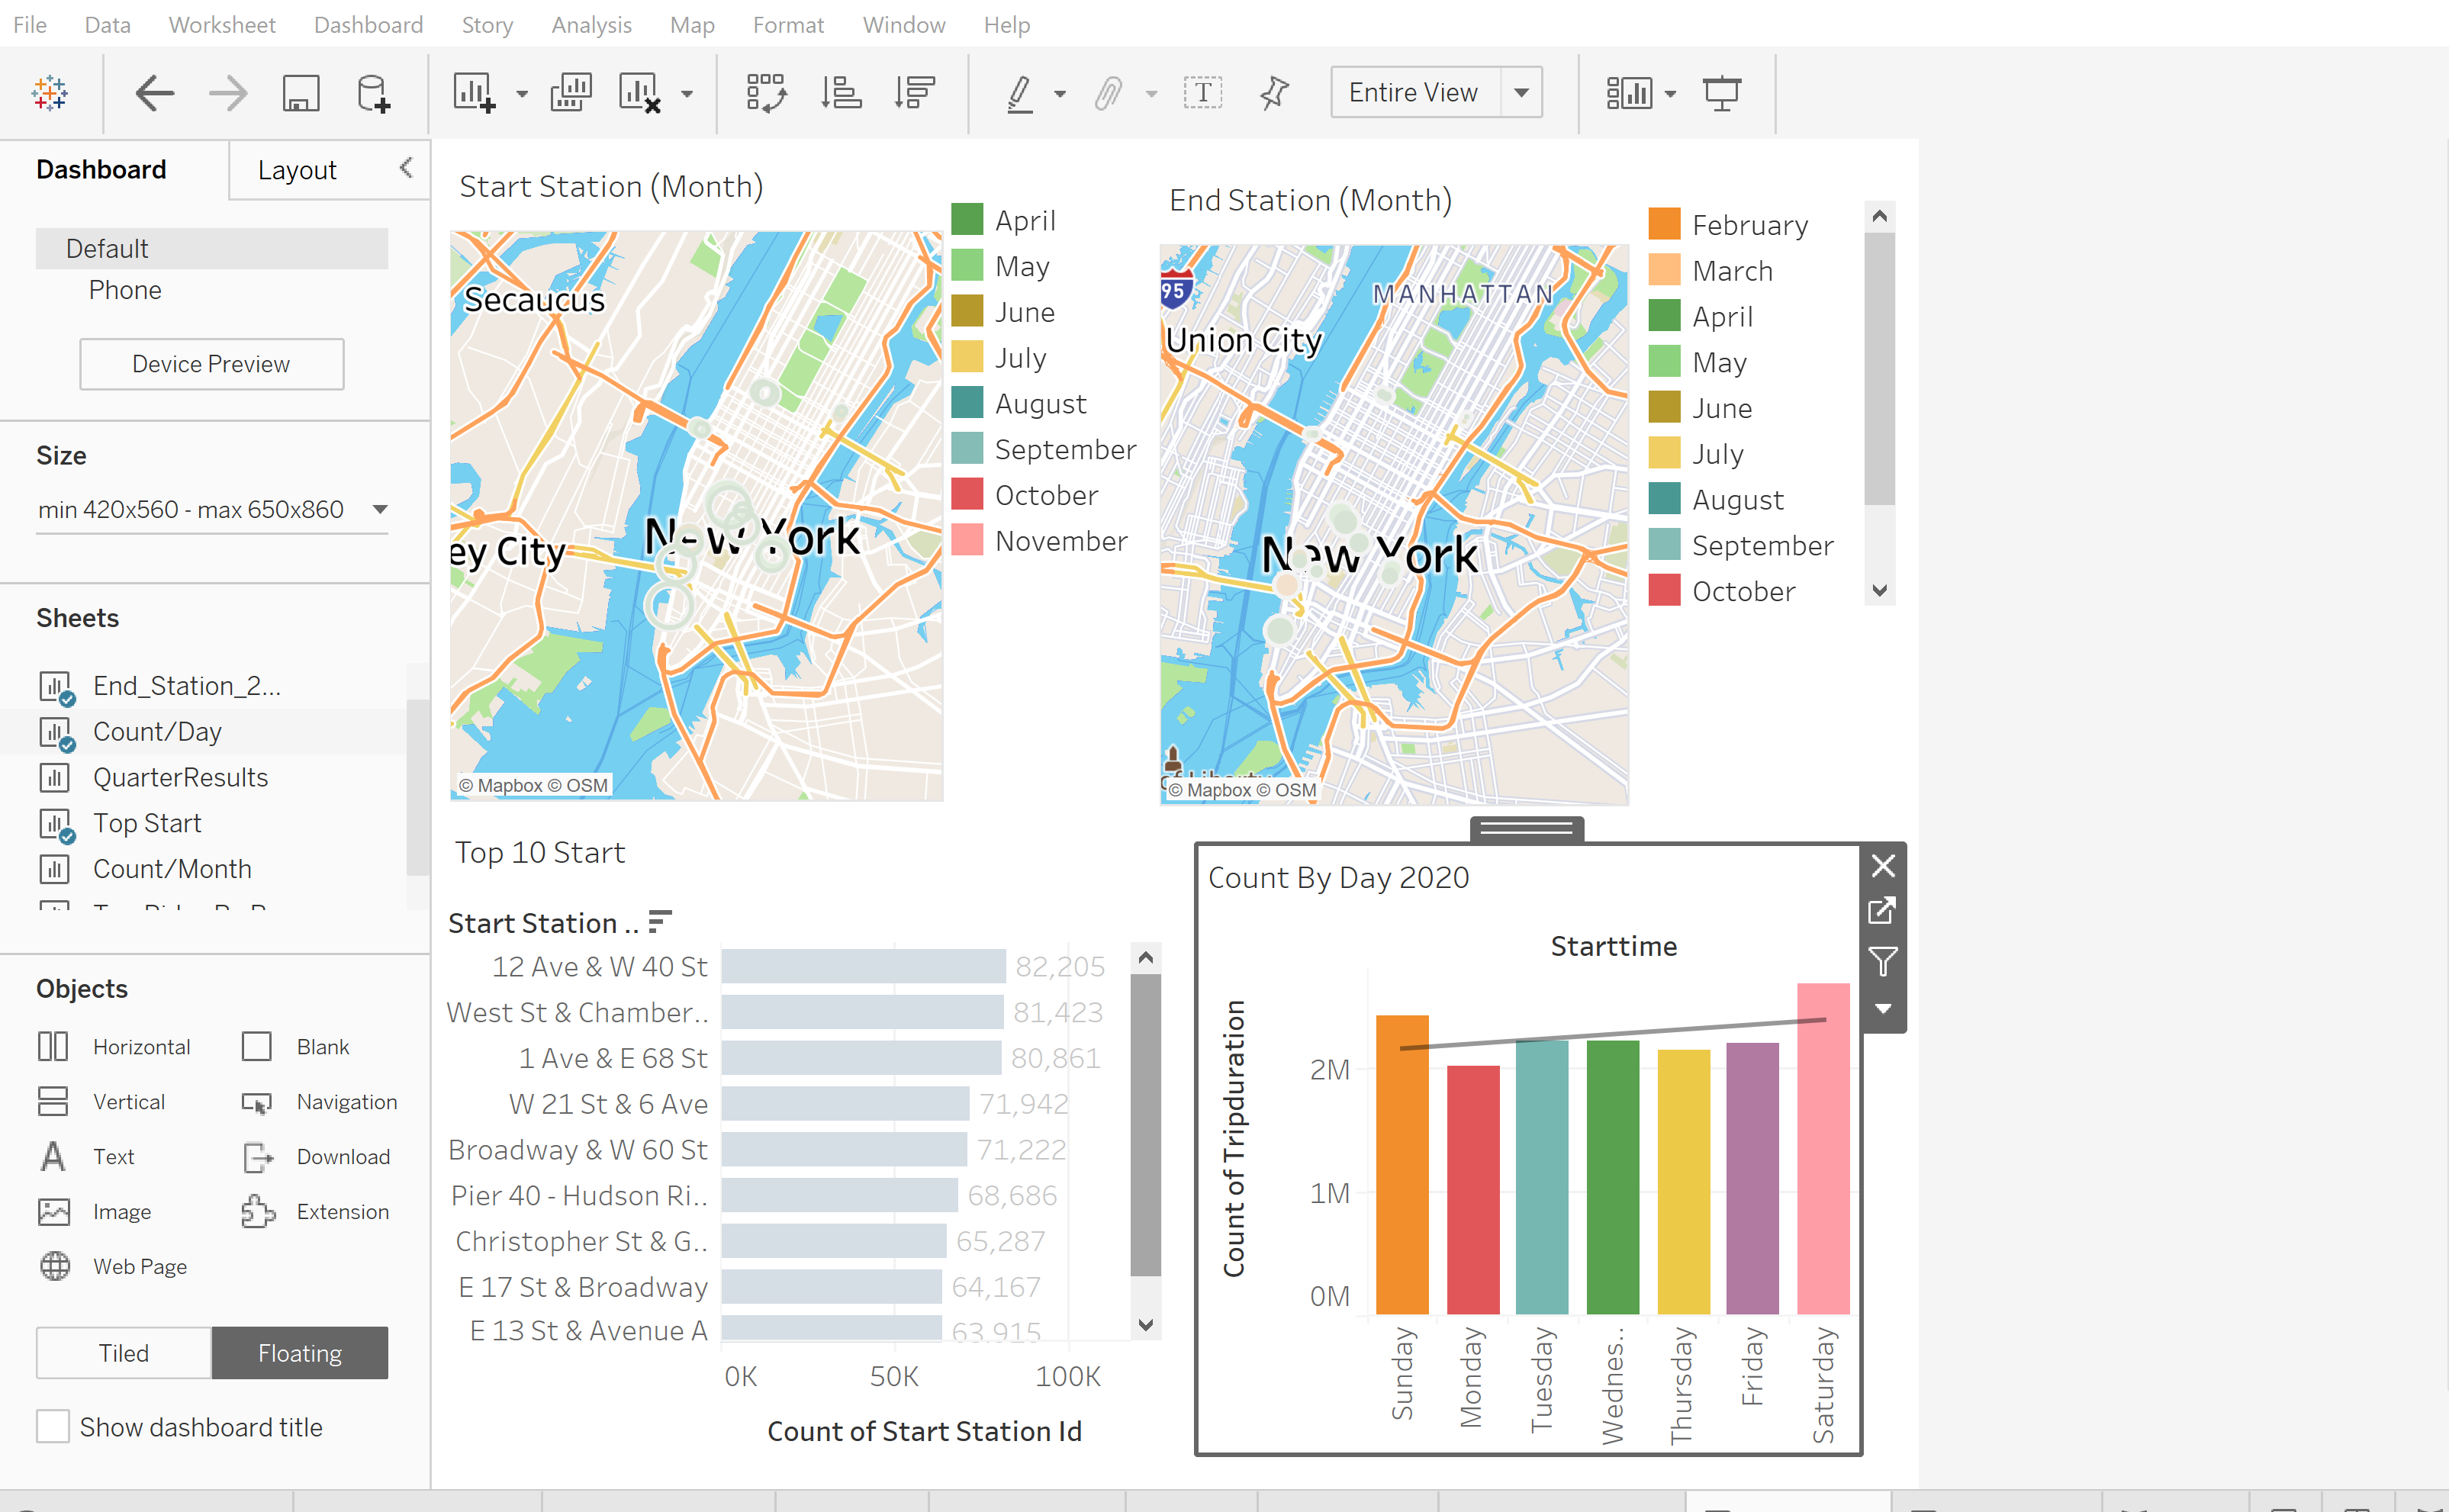 File Data Worksheet Dashboard Story Analysis Map Format Window Help
T
Entire View
Dashboard
Layout
Default
Phone
Device Preview
Size
min 420x560 - max 650x860
Sheets
End_Station_2...
Count/Day
QuarterResults
Top Start
Count/Month
Objects
Horizontal
Blank
Vertical
Navigation
A Text
Download
Image
Extension
Web Page
Tiled
Floating
Show dashboard title
Start Station (Month)
Secaucus
New York
ey City
© Mapbox © OSM
April
May
June
July
August
September
October
November
End Station (Month)
95
MANHATTAN
Union City
New York
of Liberty
© Mapbox © OSM
February
March
April
May
June
July
August
September
October
Top 10 Start
Start Station ..
12 Ave & W 40 St 82,205
West St & Chamber.. 81,423
1 Ave & E 68 St 80,861
W 21 St & 6 Ave 71,942
Broadway & W 60 St 71,222
Pier 40 - Hudson Ri.. 68,686
Christopher St & G.. 65,287
E 17 St & Broadway 64,167
E 13 St & Avenue A 63,915
0K 50K 100K
Count of Start Station Id
Count By Day 2020
Starttime
Count of Tripduration
2M
1M
0M
Sunday
Monday
Tuesday
Wednes..
Thursday
Friday
Saturday